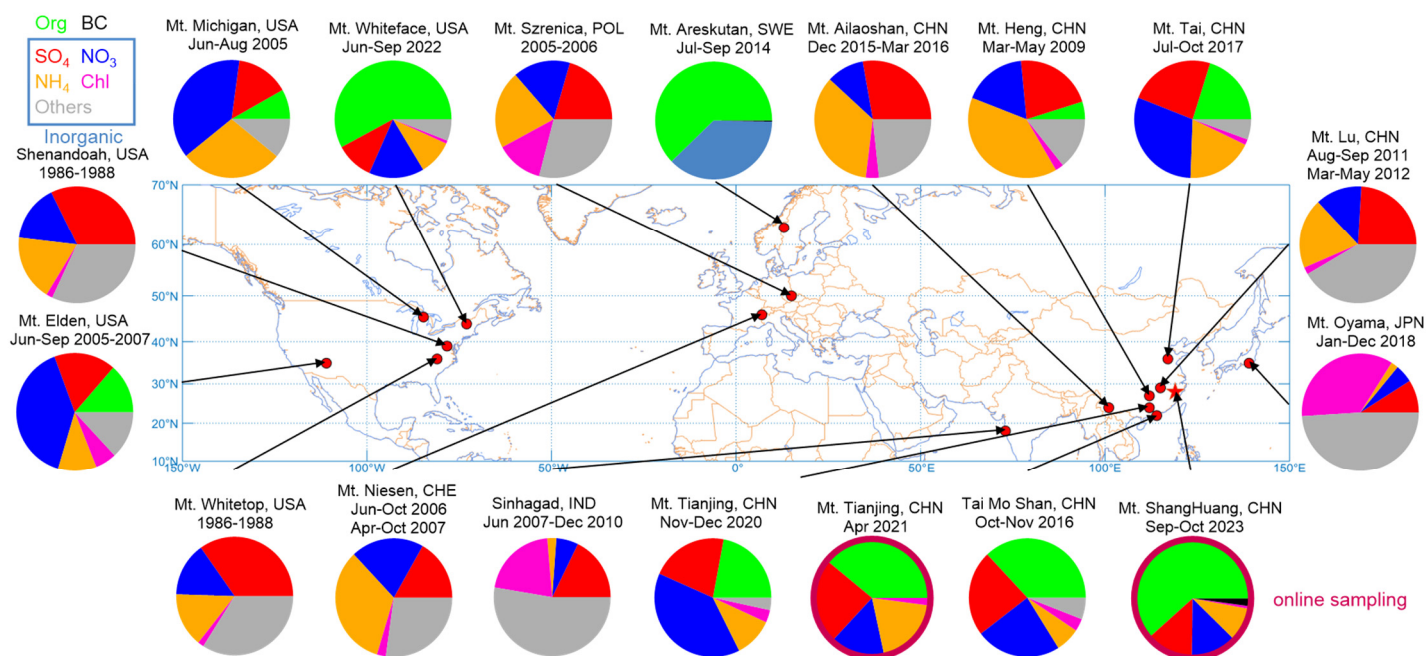 Org BC
SO₄ NO₃
NH₄ Chl
Others
Inorganic
Mt. Michigan, USA
Jun-Aug 2005
Mt. Whiteface, USA
Jun-Sep 2022
Mt. Szrenica, POL
2005-2006
Mt. Areskutan, SWE
Jul-Sep 2014
Mt. Ailaoshan, CHN
Dec 2015-Mar 2016
Mt. Heng, CHN
Mar-May 2009
Mt. Tai, CHN
Jul-Oct 2017
Shenandoah, USA
1986-1988
Mt. Elden, USA
Jun-Sep 2005-2007
Mt. Lu, CHN
Aug-Sep 2011
Mar-May 2012
Mt. Oyama, JPN
Jan-Dec 2018
70°N
60°N
50°N
40°N
30°N
20°N
10°N
150°W
100°W
50°W
0°
50°E
100°E
150°E
Mt. Whitetop, USA
1986-1988
Mt. Niesen, CHE
Jun-Oct 2006
Apr-Oct 2007
Sinhagad, IND
Jun 2007-Dec 2010
Mt. Tianjing, CHN
Nov-Dec 2020
Mt. Tianjing, CHN
Apr 2021
Tai Mo Shan, CHN
Oct-Nov 2016
Mt. ShangHuang, CHN
Sep-Oct 2023
online sampling